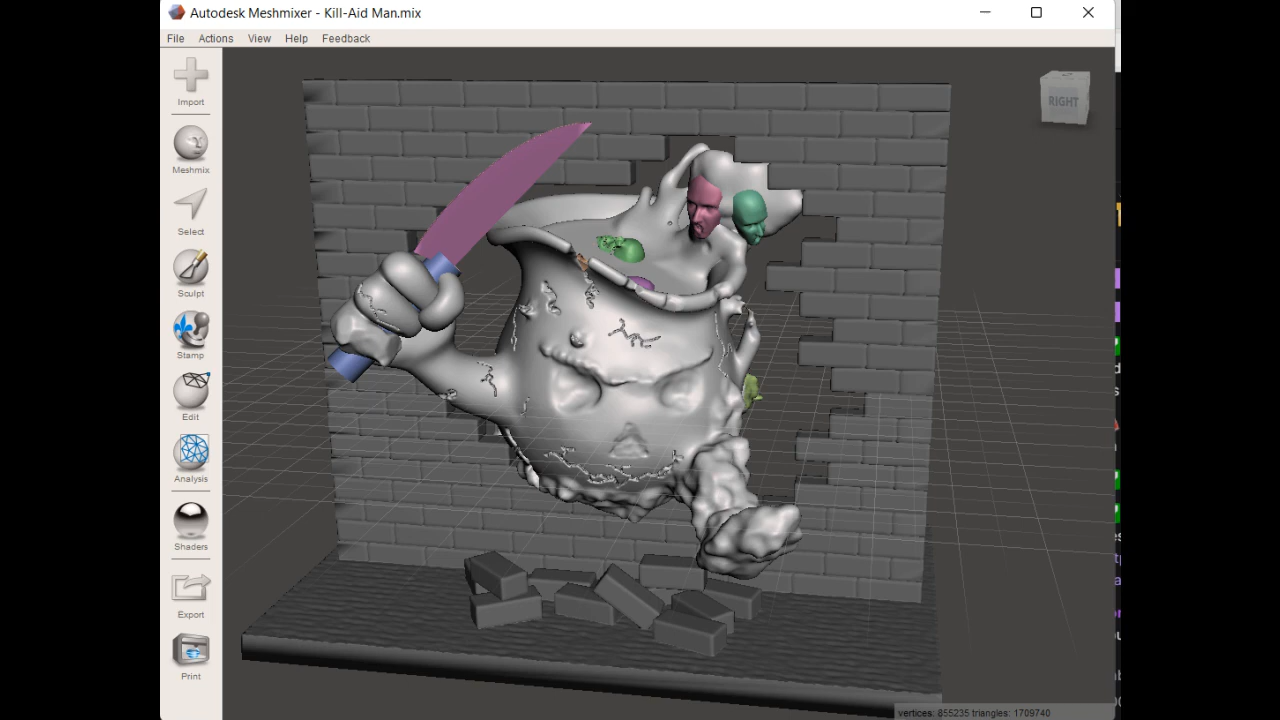 Autodesk Meshmixer - Kill-Aid Man.mix
File Actions View Help Feedback
Import
Meshmix
Select
Sculpt
Stamp
Edit
Analysis
Shaders
Export
Print
RIGHT
vertices: 855235 triangles: 1709740